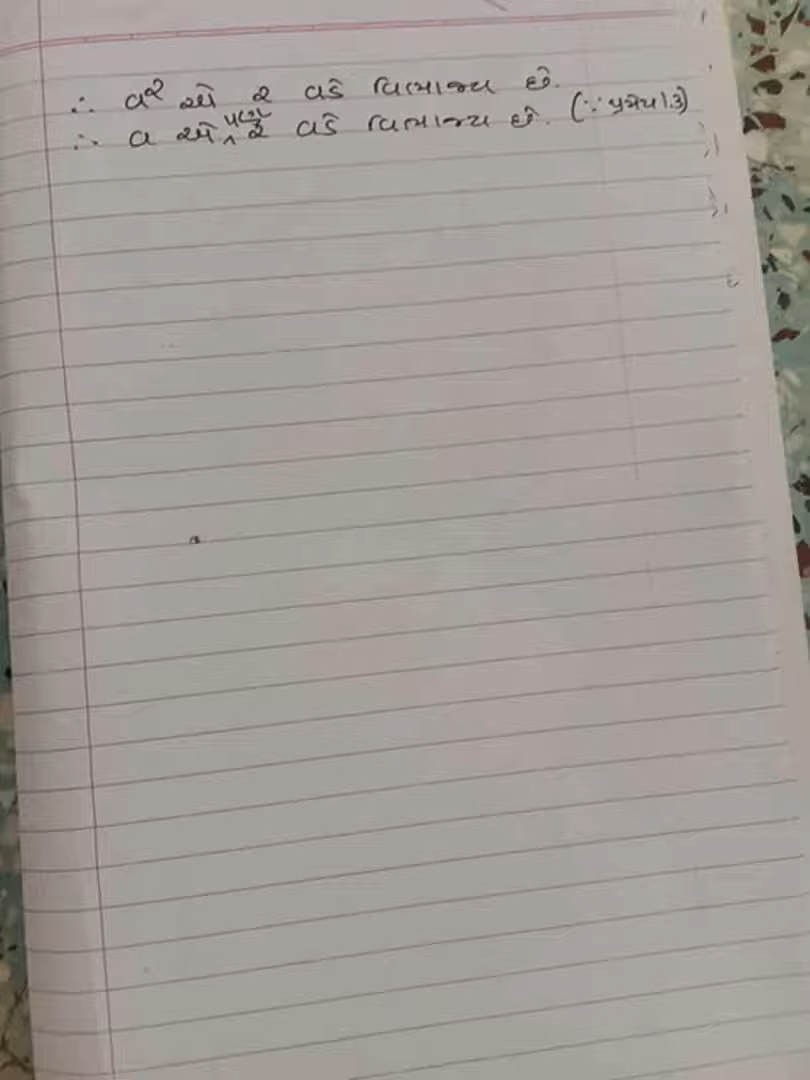 ∴ a² એ 2 વડે વિભાજ્ય છે.
∴ a એ પણ 2 વડે વિભાજ્ય છે. (∵ પ્રમેય 1.3)